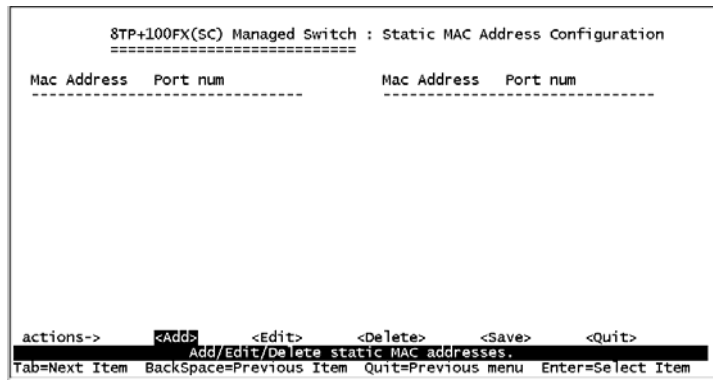 8TP+100FX(SC) Managed Switch : Static MAC Address Configuration
===========================
Mac Address Port num Mac Address Port num
------------------------------ ------------------------------
actions-> <Add> <Edit> <Delete> <Save> <Quit>
Add/Edit/Delete static MAC addresses.
Tab=Next Item BackSpace=Previous Item Quit=Previous menu Enter=Select Item